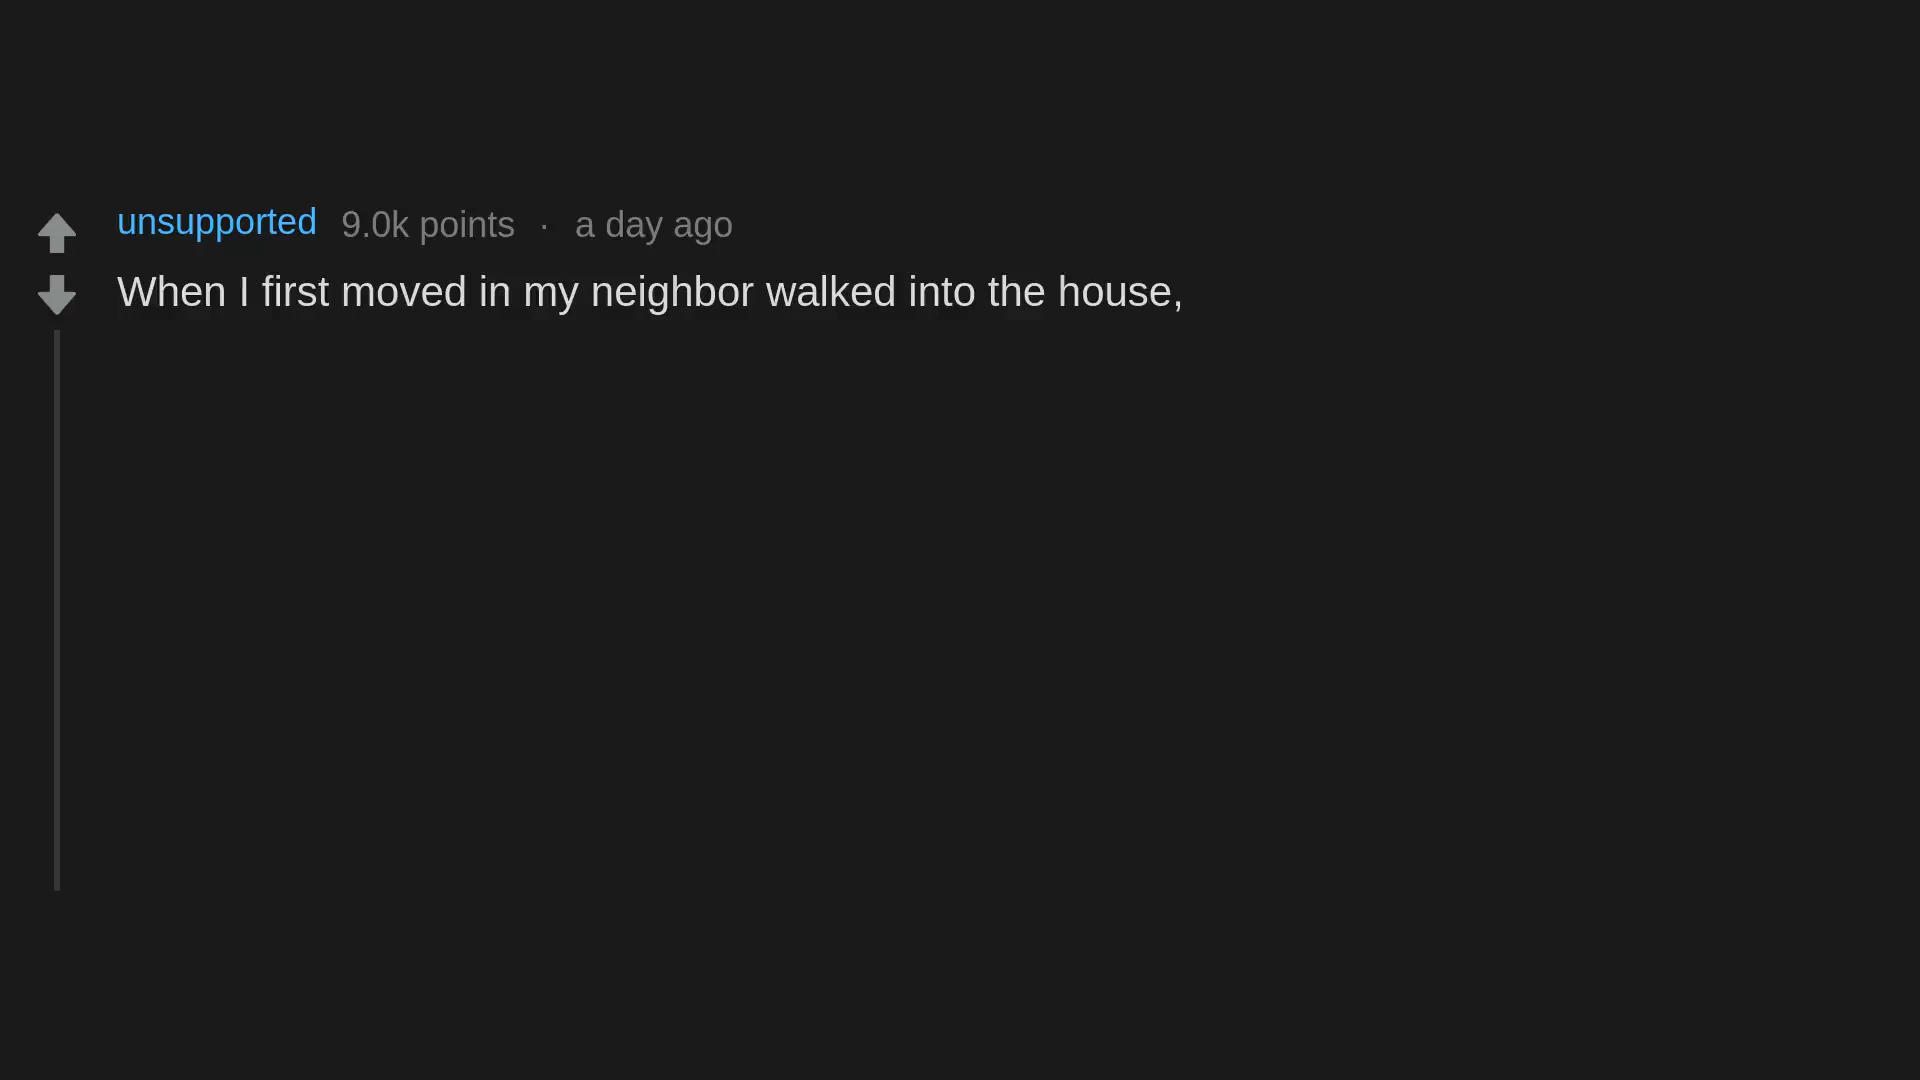 unsupported 9.0k points · a day ago
When I first moved in my neighbor walked into the house,